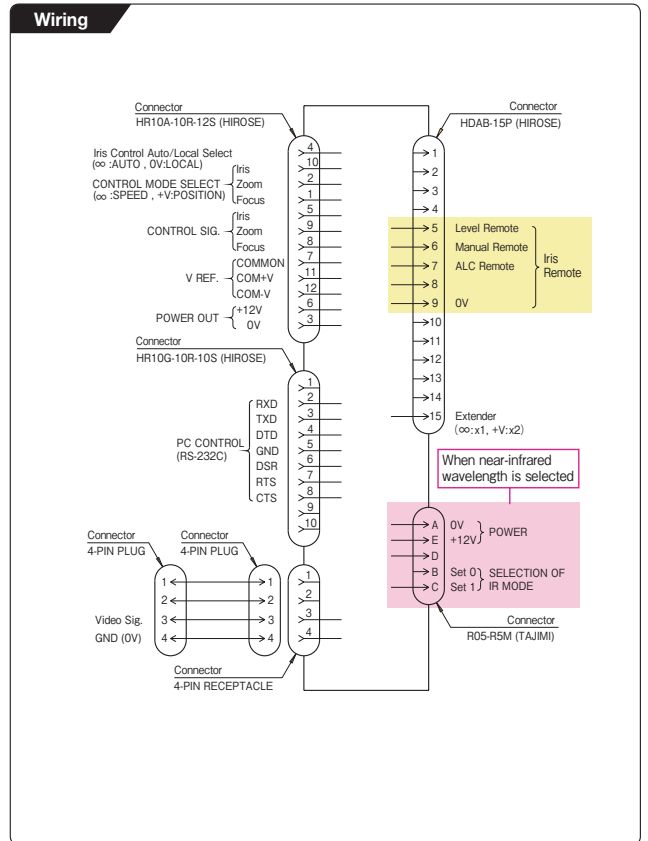 Wiring
Connector
HR10A-10R-12S (HIROSE)
Iris Control Auto/Local Select
(∞ :AUTO , 0V:LOCAL)
CONTROL MODE SELECT
(∞ :SPEED , +V:POSITION)
Iris
Zoom
Focus
CONTROL SIG.
Iris
Zoom
Focus
V REF.
COMMON
COM+V
COM-V
POWER OUT
+12V
0V
4
10
2
1
5
9
8
7
11
12
6
3
Connector
HR10G-10R-10S (HIROSE)
PC CONTROL
(RS-232C)
RXD
TXD
DTD
GND
DSR
RTS
CTS
1
2
3
4
5
6
7
8
9
10
Connector
4-PIN PLUG
Connector
4-PIN PLUG
Video Sig.
GND (0V)
1
2
3
4
1
2
3
4
1
2
3
4
Connector
4-PIN RECEPTACLE
Connector
HDAB-15P (HIROSE)
1
2
3
4
5 Level Remote
6 Manual Remote
7 ALC Remote
8
9 0V
Iris
Remote
10
11
12
13
14
15 Extender
(∞:x1, +V:x2)
When near-infrared
wavelength is selected
A 0V
E +12V
POWER
D
B Set 0
C Set 1
SELECTION OF
IR MODE
Connector
R05-R5M (TAJIMI)